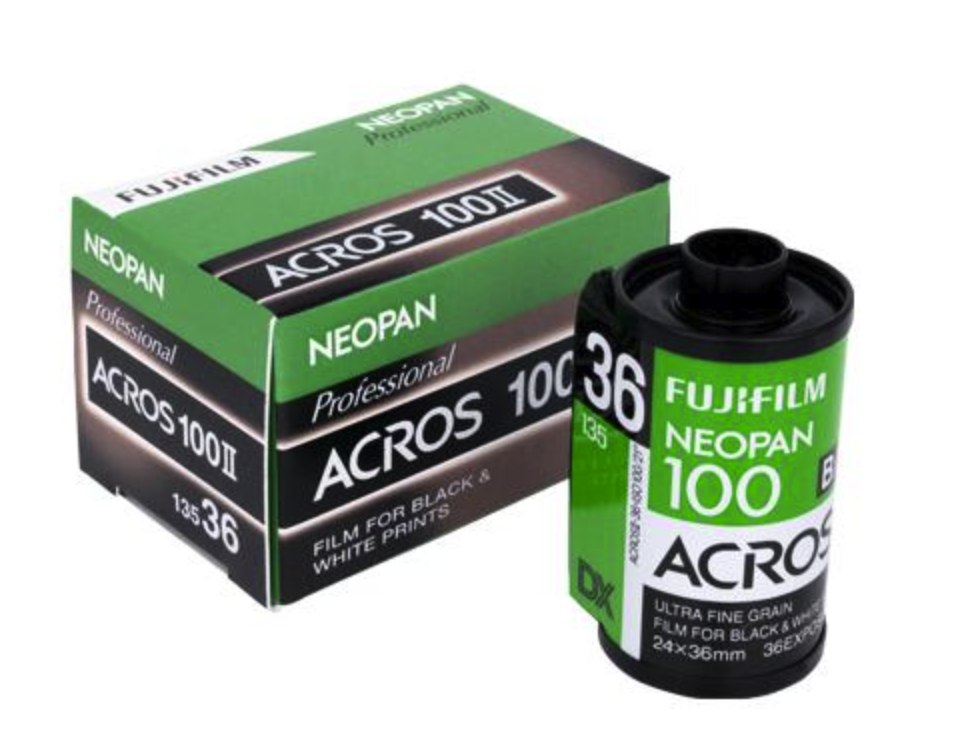 FUJIFILM
NEOPAN
Professional
ACROS 100II
NEOPAN
Professional
ACROS 100II
135 36
NEOPAN
Professional
ACROS 100
FILM FOR BLACK &
WHITE PRINTS
36
135
DX
FUJIFILM
NEOPAN
100
B
ACROS
ULTRA FINE GRAIN
FILM FOR BLACK & WHITE
24×36mm